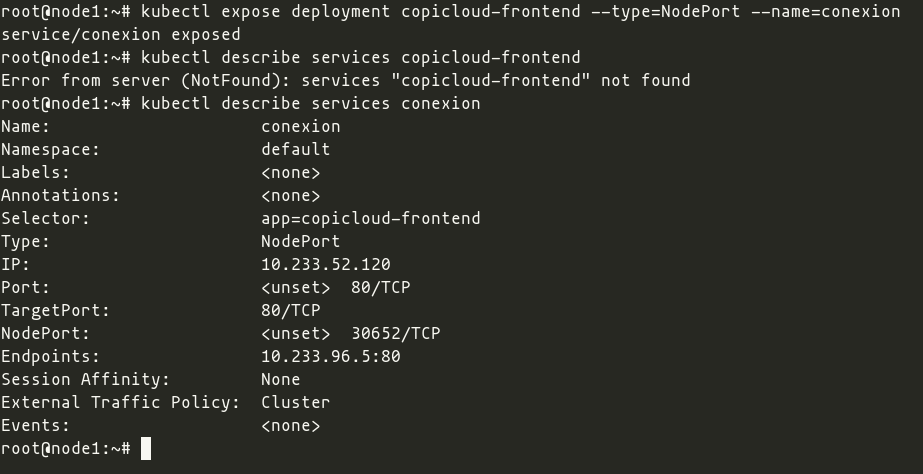 root@node1:~# kubectl expose deployment copicloud-frontend --type=NodePort --name=conexion
service/conexion exposed
root@node1:~# kubectl describe services copicloud-frontend
Error from server (NotFound): services "copicloud-frontend" not found
root@node1:~# kubectl describe services conexion
Name:                     conexion
Namespace:                default
Labels:                   <none>
Annotations:              <none>
Selector:                 app=copicloud-frontend
Type:                     NodePort
IP:                       10.233.52.120
Port:                     <unset>  80/TCP
TargetPort:               80/TCP
NodePort:                 <unset>  30652/TCP
Endpoints:                10.233.96.5:80
Session Affinity:         None
External Traffic Policy:  Cluster
Events:                   <none>
root@node1:~#